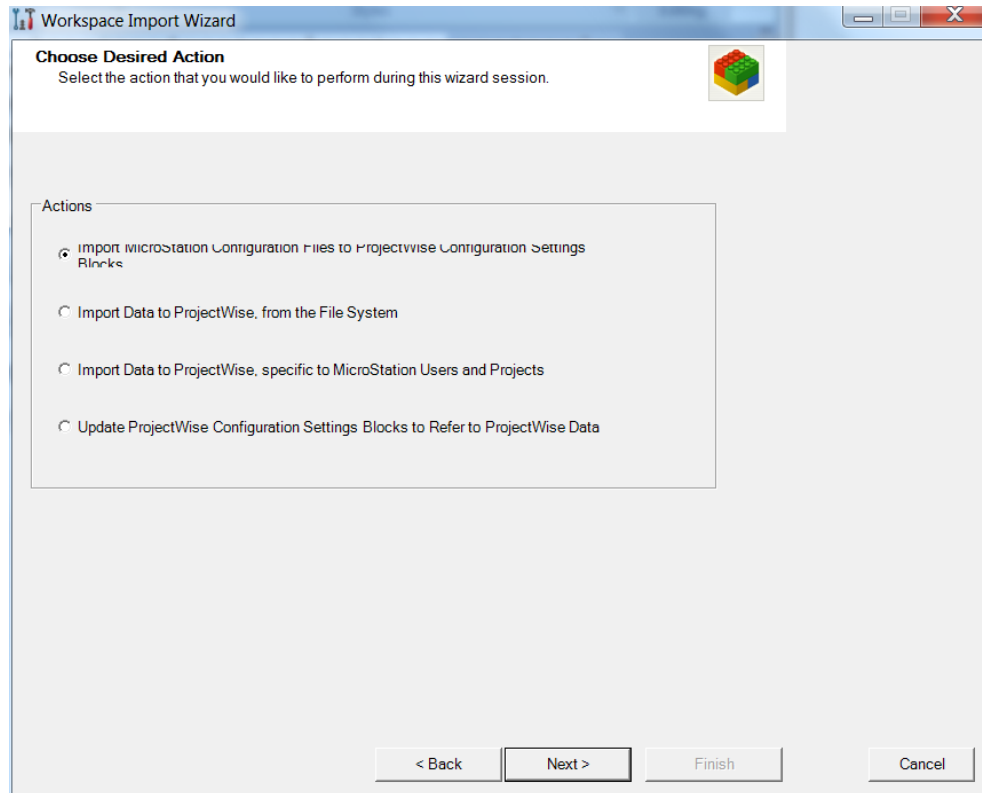 Workspace Import Wizard
Choose Desired Action
Select the action that you would like to perform during this wizard session.
Actions
Import MicroStation Configuration Files to ProjectWise Configuration Settings
Blocks
Import Data to ProjectWise, from the File System
Import Data to ProjectWise, specific to MicroStation Users and Projects
Update ProjectWise Configuration Settings Blocks to Refer to ProjectWise Data
< Back
Next >
Finish
Cancel